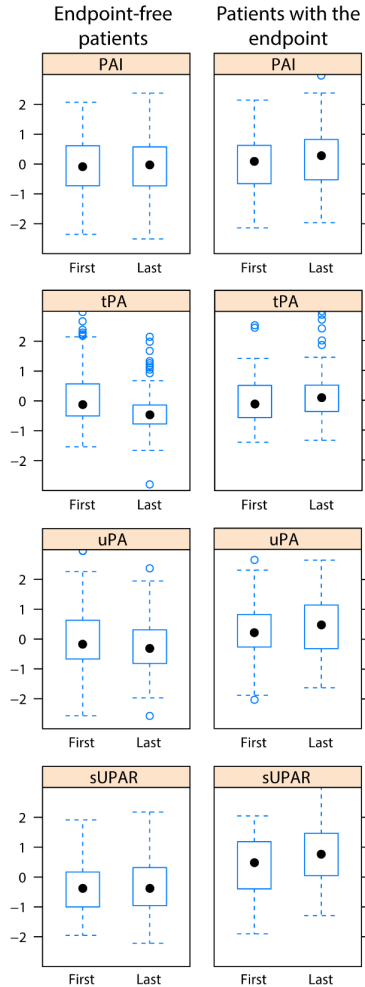 Endpoint-free patients
Patients with the endpoint
PAI
PAI
2
1
0
−1
−2
First Last
First Last
tPA
tPA
2
1
0
−1
−2
First Last
First Last
uPA
uPA
2
1
0
−1
−2
First Last
First Last
sUPAR
sUPAR
2
1
0
−1
−2
First Last
First Last